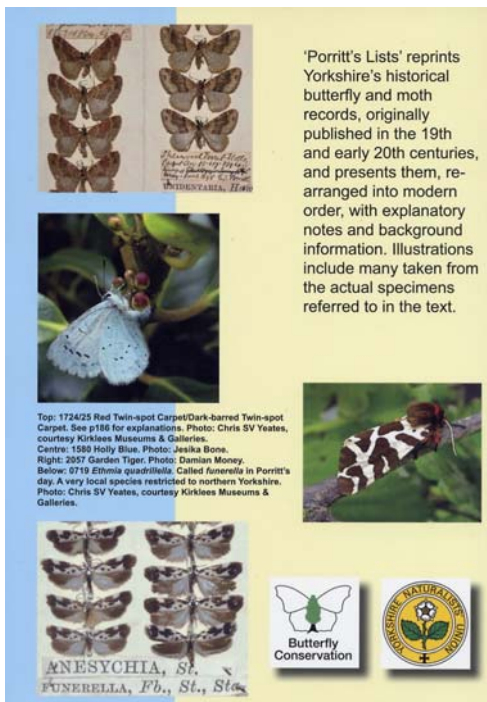 UNIDENTARIA, Haw
'Porritt's Lists' reprints
Yorkshire's historical
butterfly and moth
records, originally
published in the 19th
and early 20th centuries,
and presents them, re-
arranged into modern
order, with explanatory
notes and background
information. Illustrations
include many taken from
the actual specimens
referred to in the text.
Top: 1724/25 Red Twin-spot Carpet/Dark-barred Twin-spot
Carpet. See p186 for explanations. Photo: Chris SV Yeates,
courtesy Kirklees Museums & Galleries.
Centre: 1580 Holly Blue. Photo: Jesika Bone.
Right: 2057 Garden Tiger. Photo: Damian Money.
Below: 0719 Ethmia quadrillella. Called funerella in Porritt's
day. A very local species restricted to northern Yorkshire.
Photo: Chris SV Yeates, courtesy Kirklees Museums &
Galleries.
ANESYCHIA, St.
FUNERELLA, Fb., St., Sta
Butterfly
Conservation
YORKSHIRE NATURALISTS' UNION